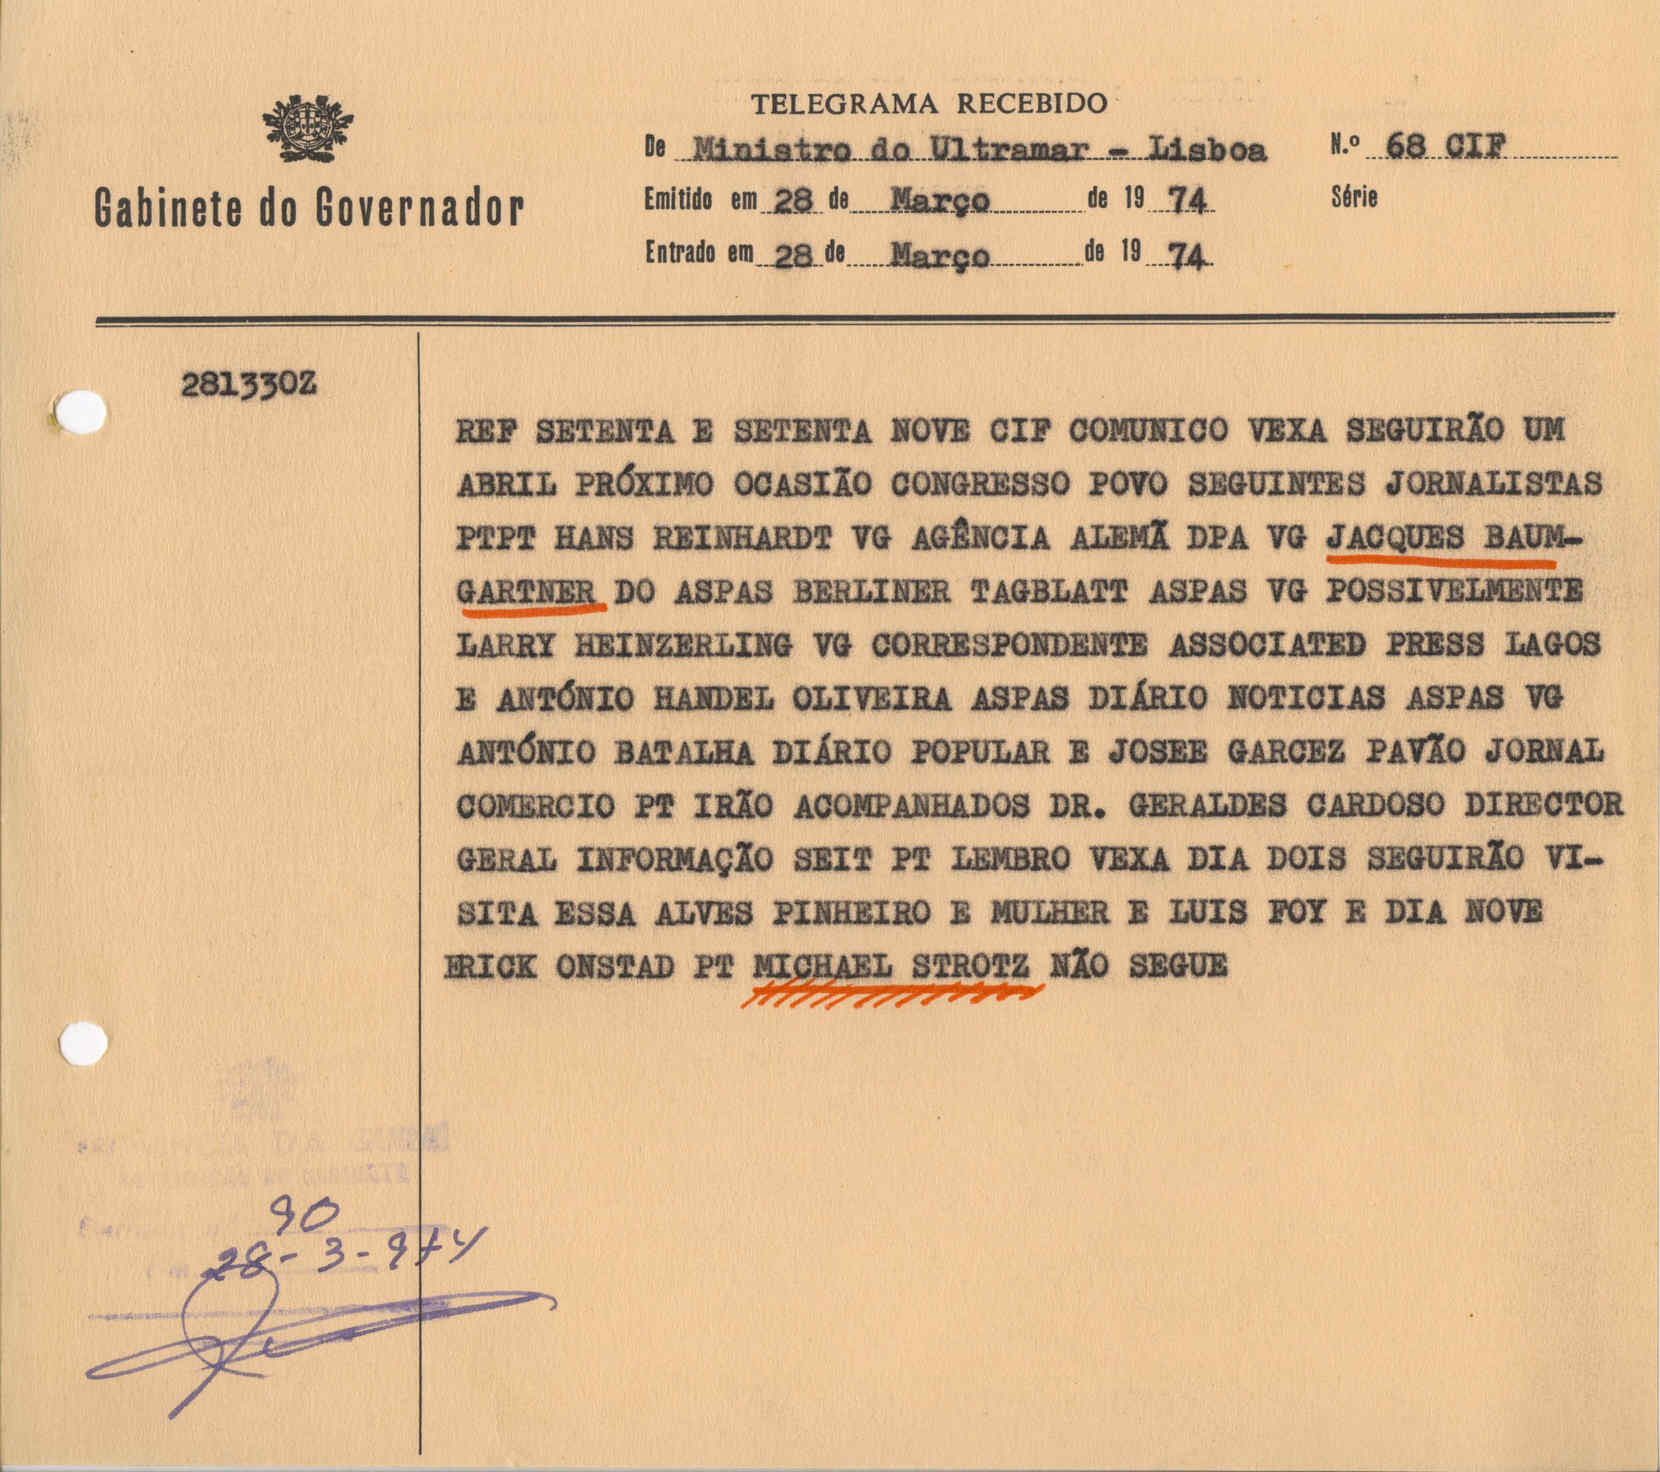 TELEGRAMA RECEBIDO
Gabinete do Governador
De Ministro do Ultramar - Lisboa
N.º 68 CIF
Emitido em 28 de Março de 19 74
Série
Entrado em 28 de Março de 19 74
281330Z
REF SETENTA E SETENTA NOVE CIF COMUNICO VEXA SEGUIRÃO UM
ABRIL PRÓXIMO OCASIÃO CONGRESSO POVO SEGUINTES JORNALISTAS
PTPT HANS REINHARDT VG AGÊNCIA ALEMÃ DPA VG JACQUES BAUM-
GARTNER DO ASPAS BERLINER TAGBLATT ASPAS VG POSSIVELMENTE
LARRY HEINZERLING VG CORRESPONDENTE ASSOCIATED PRESS LAGOS
E ANTÓNIO HANDEL OLIVEIRA ASPAS DIÁRIO NOTICIAS ASPAS VG
ANTÓNIO BATALHA DIÁRIO POPULAR E JOSEE GARCEZ PAVÃO JORNAL
COMERCIO PT IRÃO ACOMPANHADOS DR. GERALDES CARDOSO DIRECTOR
GERAL INFORMAÇÃO SEIT PT LEMBRO VEXA DIA DOIS SEGUIRÃO VI-
SITA ESSA ALVES PINHEIRO E MULHER E LUIS FOY E DIA NOVE
ERICK ONSTAD PT MICHAEL STROTZ NÃO SEGUE
90
28-3-974